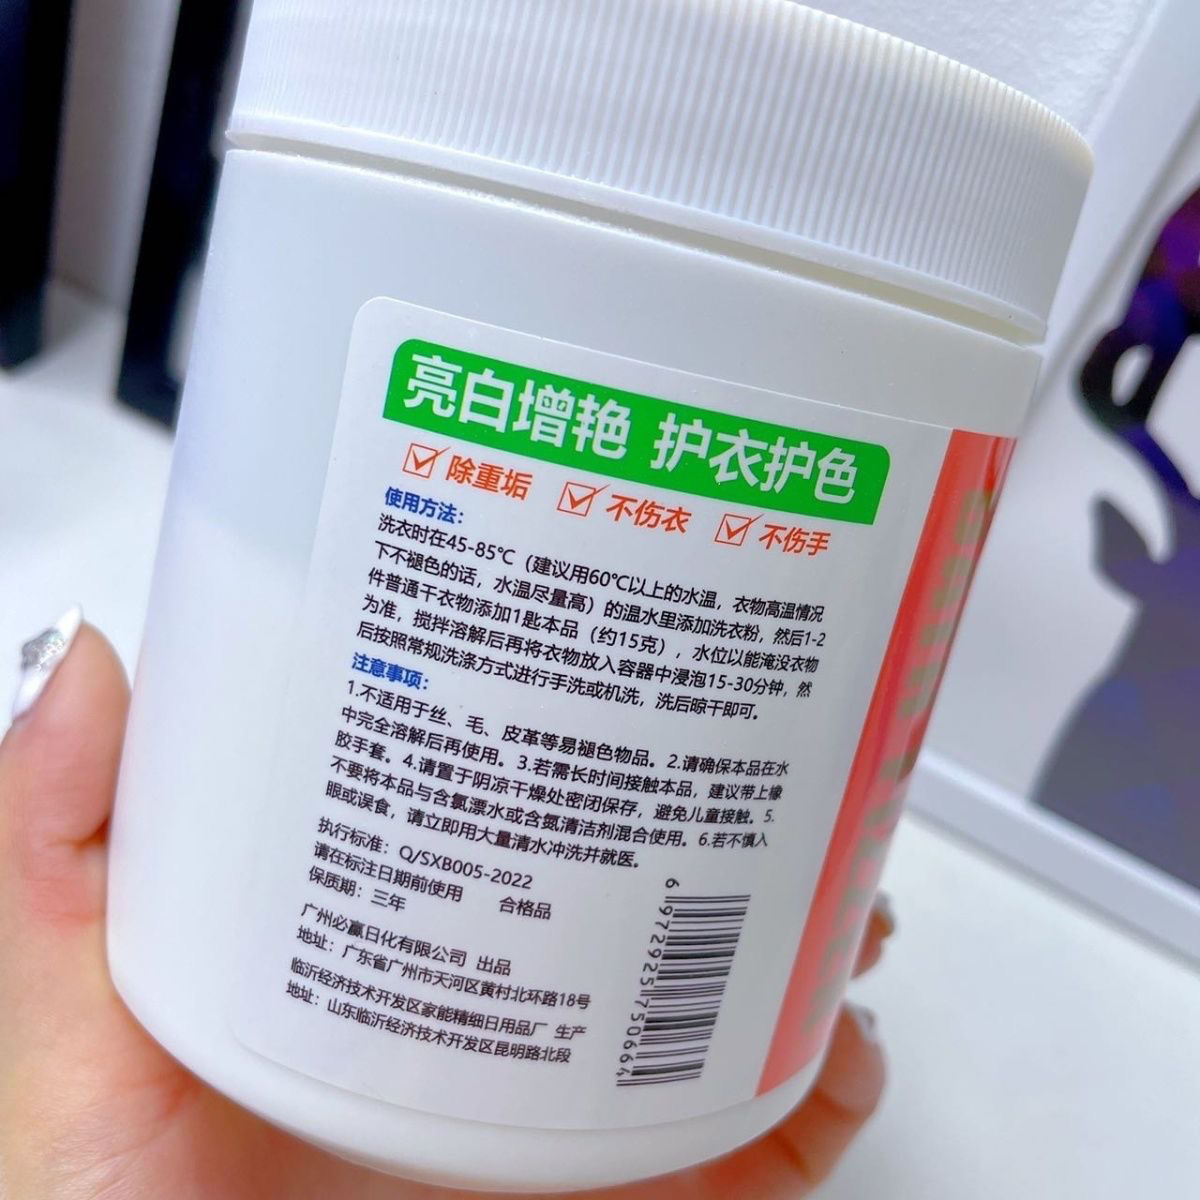 亮白增艳 护衣护色
除重垢 不伤衣 不伤手
使用方法：
洗衣时在45-85℃（建议用60℃以上的水温，衣物高温情况
下不褪色的话，水温尽量高）的温水里添加洗衣粉，然后1-2
件普通干衣物添加1匙本品（约15克），水位以能淹没衣物
为准，搅拌溶解后再将衣物放入容器中浸泡15-30分钟，然
后按照常规洗涤方式进行手洗或机洗，洗后晾干即可。
注意事项：
1.不适用于丝、毛、皮革等易褪色物品。2.请确保本品在水
中完全溶解后再使用。3.若需长时间接触本品，建议带上橡
胶手套。4.请置于阴凉干燥处密闭保存，避免儿童接触。5.
不要将本品与含氯漂水或含氮清洁剂混合使用。6.若不慎入
眼或误食，请立即用大量清水冲洗并就医。
执行标准：Q/SXB005-2022
请在标注日期前使用 合格品
保质期：三年
广州必赢日化有限公司 出品
地址：广东省广州市天河区黄村北环路18号
临沂经济技术开发区家能精细日用品厂 生产
地址：山东临沂经济技术开发区昆明路北段
6 972925 750664